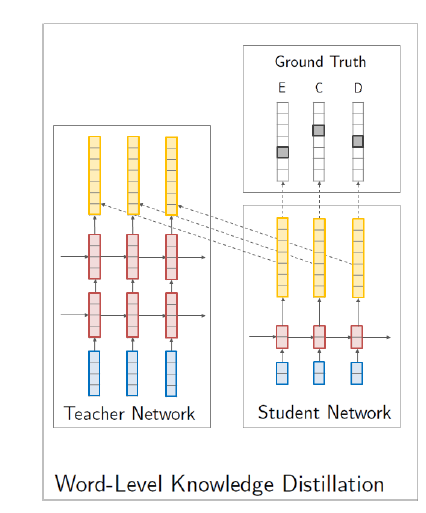 Ground Truth
E C D
Teacher Network
Student Network
Word-Level Knowledge Distillation